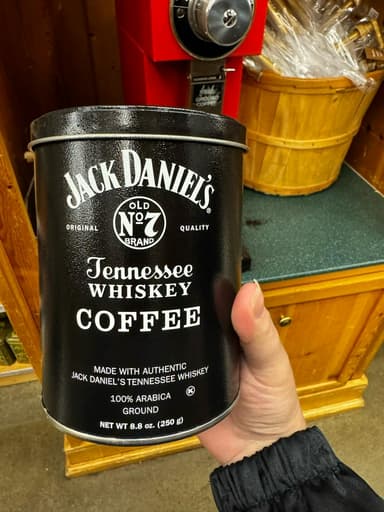 JACK DANIEL'S®
OLD
Nº7
BRAND
ORIGINAL QUALITY
Tennessee
WHISKEY
COFFEE
MADE WITH AUTHENTIC
JACK DANIEL'S TENNESSEE WHISKEY
100% ARABICA
GROUND
K
NET WT 8.8 oz. (250 g)